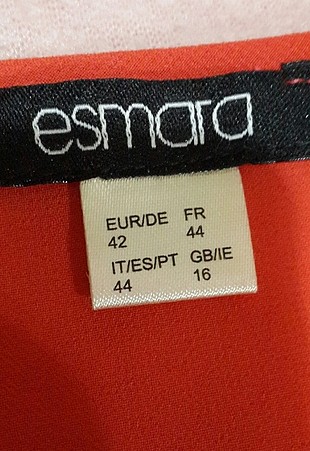 esmara
EUR/DE FR
42 44
IT/ES/PT GB/IE
44 16